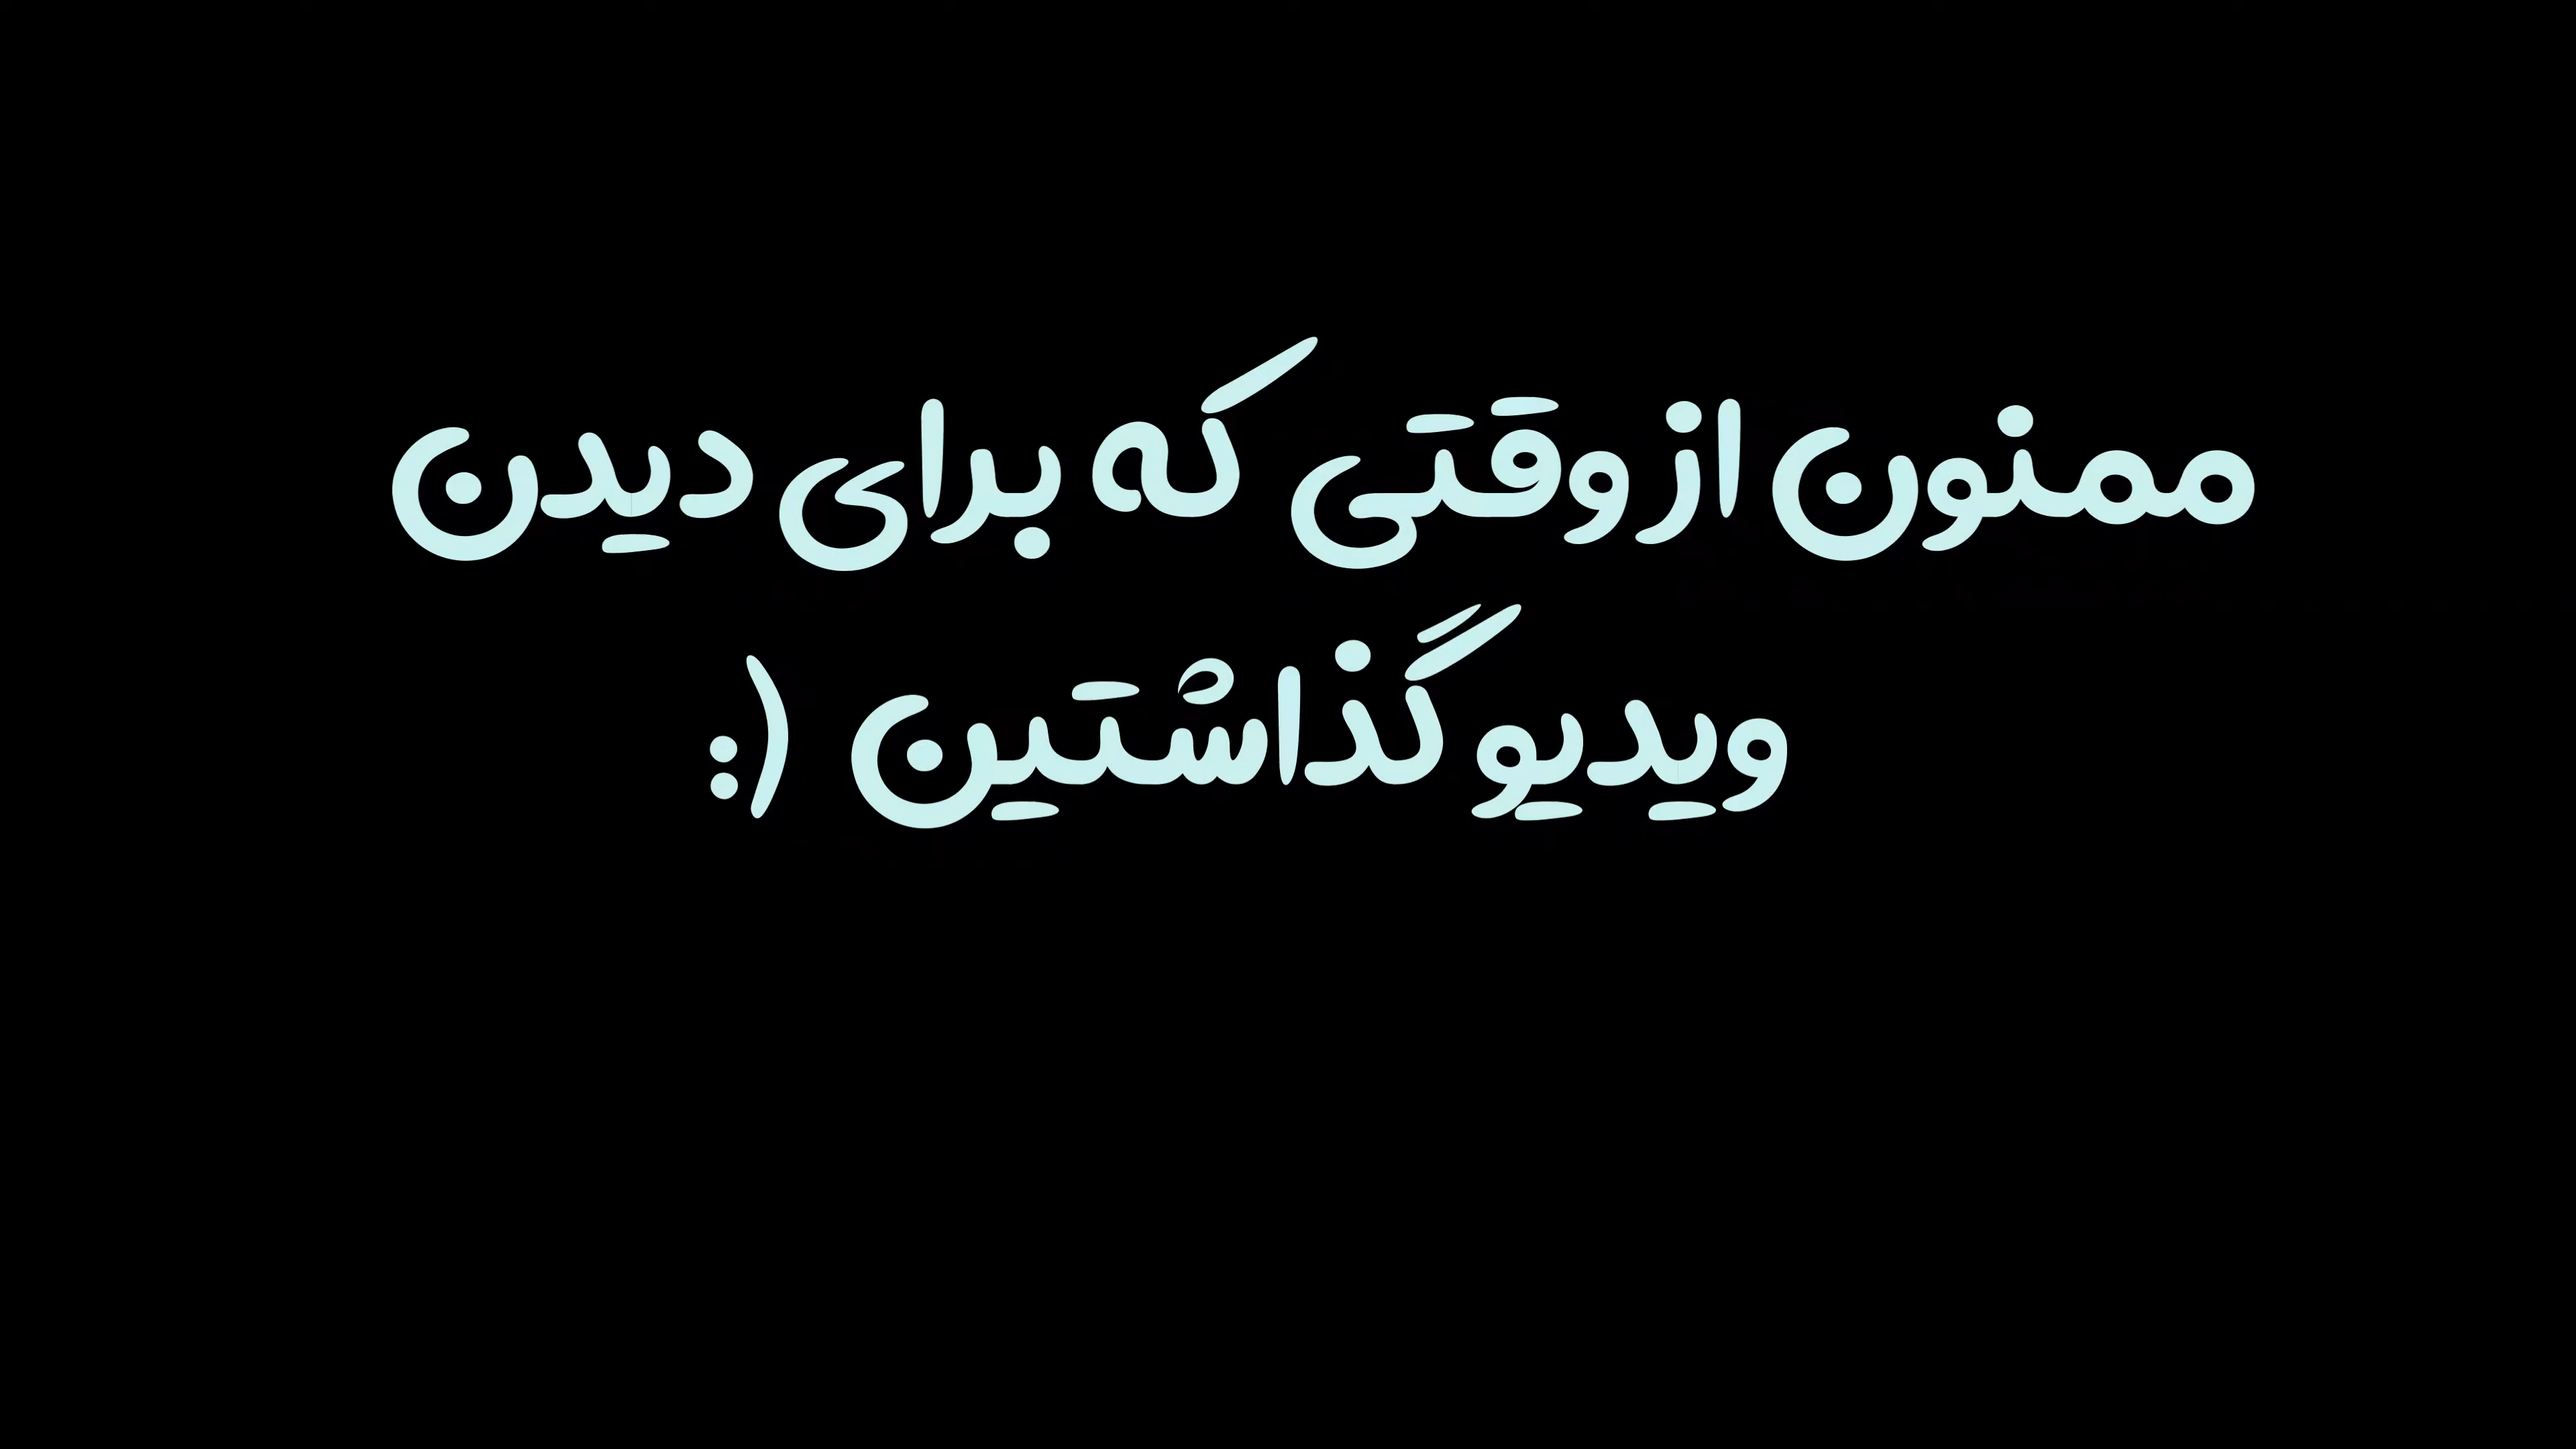 ممنون از وقتی که برای دیدن
ویدیو گذاشتین :)